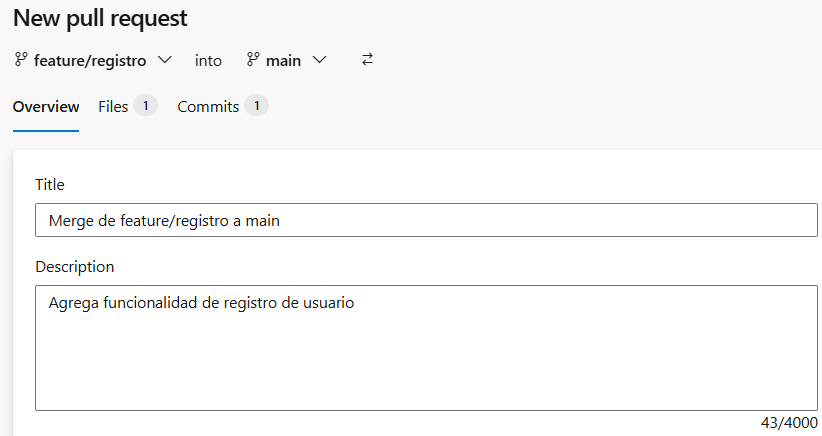 New pull request
feature/registro into main
Overview Files 1 Commits 1
Title
Merge de feature/registro a main
Description
Agrega funcionalidad de registro de usuario
43/4000